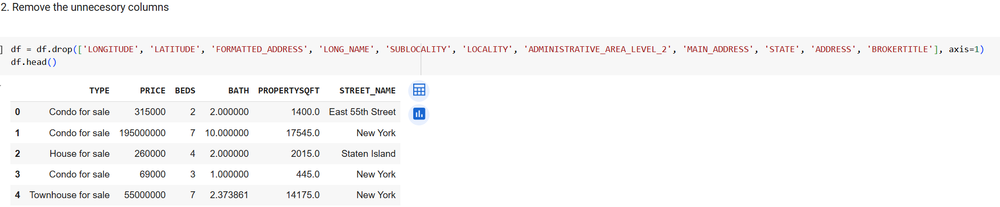 2. Remove the unnecesory columns
] df = df.drop(['LONGITUDE', 'LATITUDE', 'FORMATTED_ADDRESS', 'LONG_NAME', 'SUBLOCALITY', 'LOCALITY', 'ADMINISTRATIVE_AREA_LEVEL_2', 'MAIN_ADDRESS', 'STATE', 'ADDRESS', 'BROKERTITLE'], axis=1)
df.head()
TYPE PRICE BEDS BATH PROPERTYSQFT STREET_NAME
0 Condo for sale 315000 2 2.000000 1400.0 East 55th Street
1 Condo for sale 195000000 7 10.000000 17545.0 New York
2 House for sale 260000 4 2.000000 2015.0 Staten Island
3 Condo for sale 69000 3 1.000000 445.0 New York
4 Townhouse for sale 55000000 7 2.373861 14175.0 New York